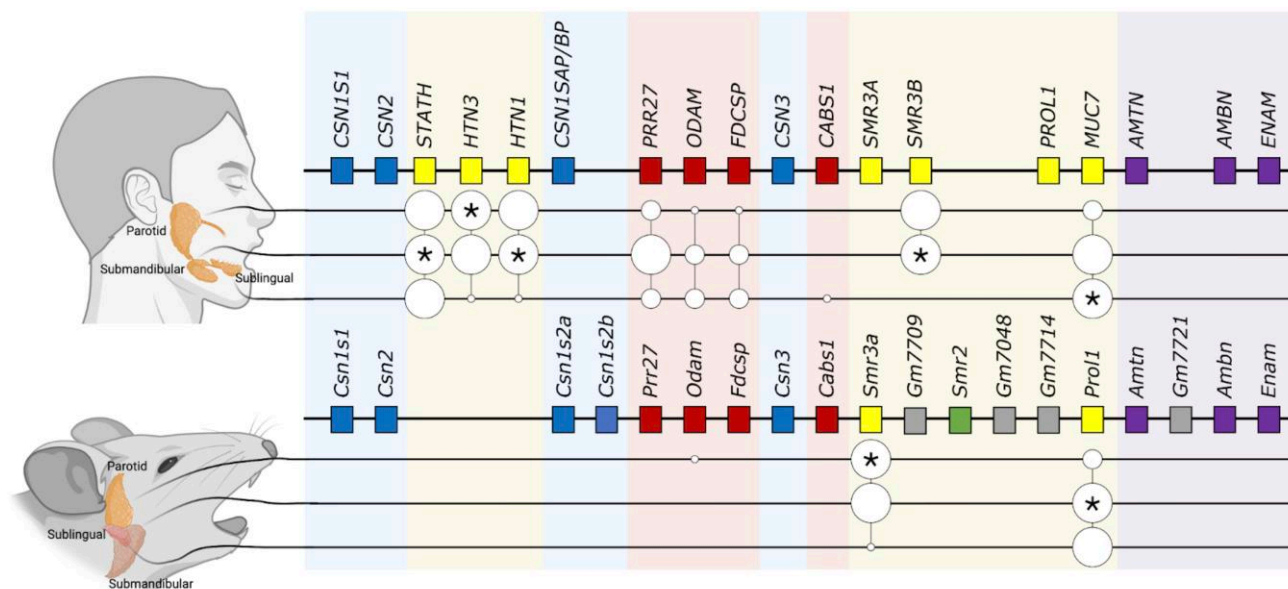 CSN1S1
CSN2
STATH
HTN3
HTN1
CSN1SAP/BP
PRR27
ODAM
FDCSP
CSN3
CABS1
SMR3A
SMR3B
PROL1
MUC7
AMTN
AMBN
ENAM
Parotid
Submandibular
Sublingual
*
* * *
*
Csn1s1
Csn2
Csn1s2a
Csn1s2b
Prr27
Odam
Fdcsp
Csn3
Cabs1
Smr3a
Gm7709
Smr2
Gm7048
Gm7714
Prol1
Amtn
Gm7721
Ambn
Enam
Parotid
Sublingual
Submandibular
*
*